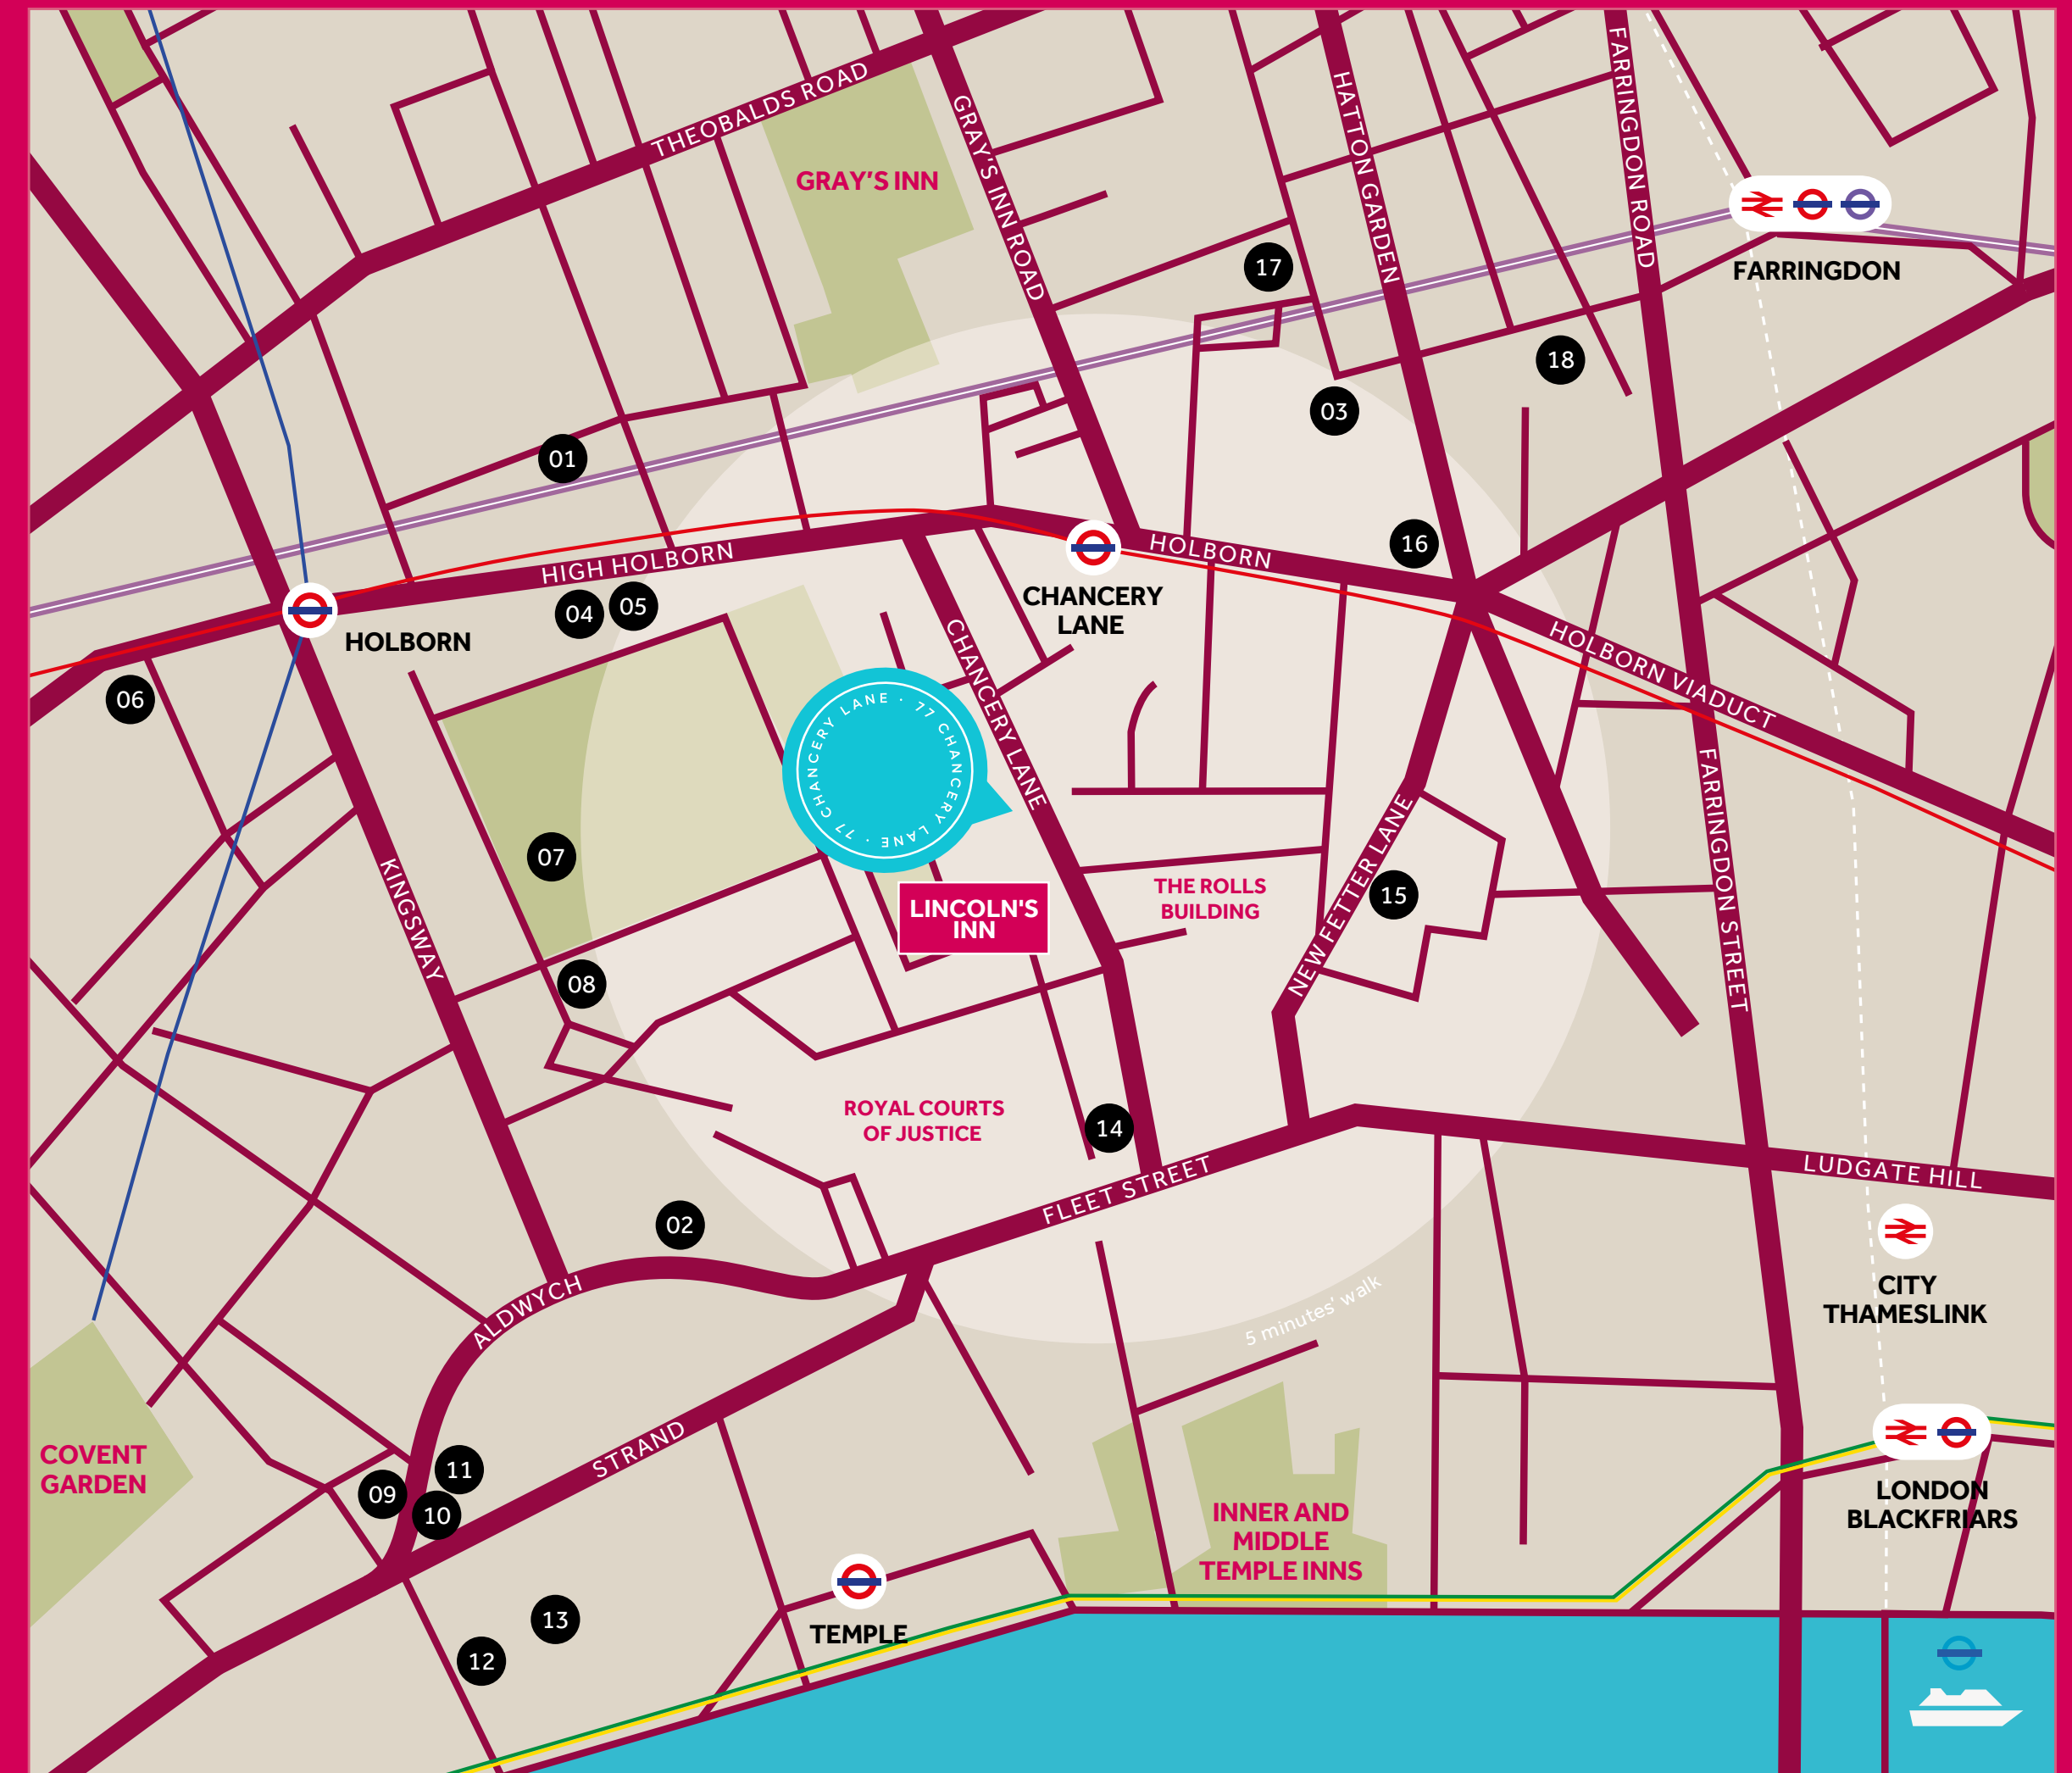 THEOBALDS ROAD
GRAY'S INN ROAD
HATTON GARDEN
FARRINGDON ROAD
GRAY’S INN
FARRINGDON
17
18
03
01
HIGH HOLBORN
HOLBORN
16
04
05
CHANCERY
LANE
HOLBORN
HOLBORN VIADUCT
06
CHANCERY LANE
77 CHANCERY LANE · 77 CHANCERY LANE ·
07
KINGSWAY
LINCOLN'S
INN
THE ROLLS
BUILDING
NEW FETTER LANE
15
FARRINGDON STREET
08
ROYAL COURTS
OF JUSTICE
14
FLEET STREET
LUDGATE HILL
02
ALDWYCH
5 minutes' walk
CITY
THAMESLINK
STRAND
COVENT
GARDEN
09
11
10
INNER AND
MIDDLE
TEMPLE INNS
LONDON
BLACKFRIARS
TEMPLE
13
12